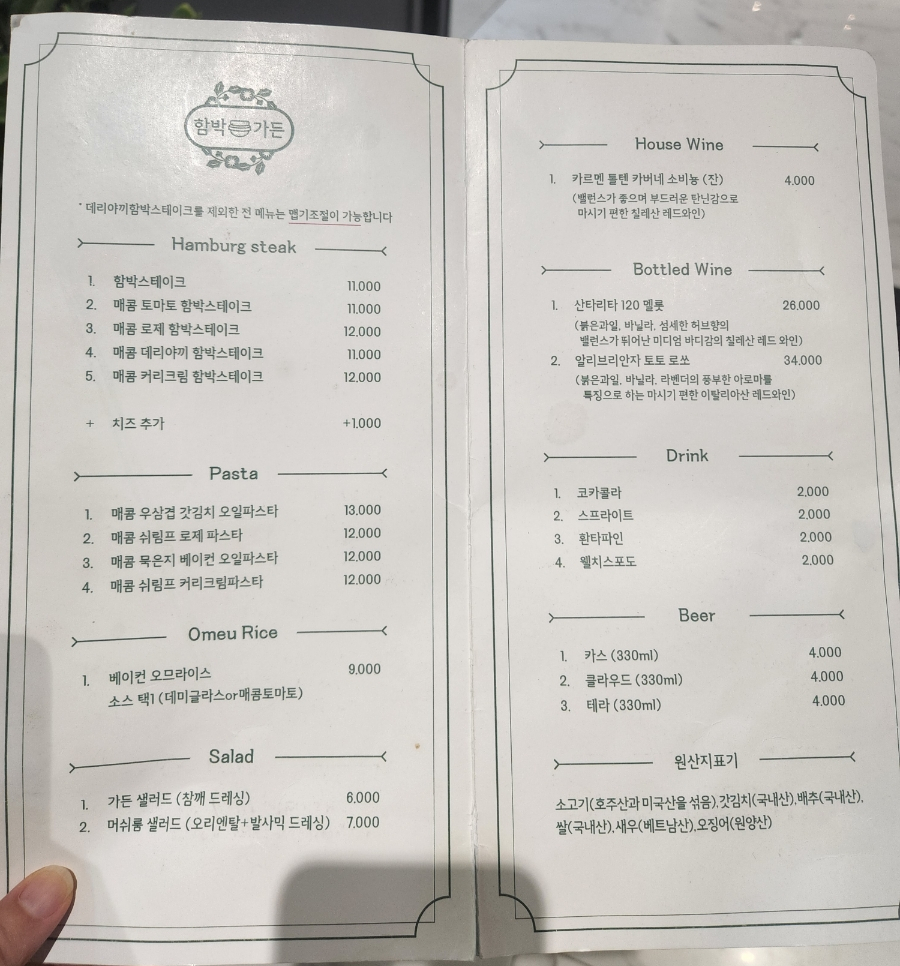 함박 가든
* 데리야끼함박스테이크를 제외한 전 메뉴는 맵기조절이 가능합니다
Hamburg steak
1. 함박스테이크 11.000
2. 매콤 토마토 함박스테이크 11.000
3. 매콤 로제 함박스테이크 12.000
4. 매콤 데리야끼 함박스테이크 11.000
5. 매콤 커리크림 함박스테이크 12.000
+ 치즈 추가 +1.000
Pasta
1. 매콤 우삼겹 갓김치 오일파스타 13.000
2. 매콤 쉬림프 로제 파스타 12.000
3. 매콤 묵은지 베이컨 오일파스타 12.000
4. 매콤 쉬림프 커리크림파스타 12.000
Omeu Rice
1. 베이컨 오므라이스 9.000
소스 택1 (데미글라스or매콤토마토)
Salad
1. 가든 샐러드 (참깨 드레싱) 6.000
2. 머쉬룸 샐러드 (오리엔탈+발사믹 드레싱) 7.000
House Wine
1. 카르멘 톨텐 카버네 소비뇽 (잔) 4.000
(밸런스가 좋으며 부드러운 탄닌감으로
마시기 편한 칠레산 레드와인)
Bottled Wine
1. 산타리타 120 멜롯 26.000
(붉은과일, 바닐라, 섬세한 허브향의
밸런스가 뛰어난 미디엄 바디감의 칠레산 레드 와인)
2. 알리브리안자 토토 로쏘 34.000
(붉은과일, 바닐라, 라벤더의 풍부한 아로마를
특징으로 하는 마시기 편한 이탈리아산 레드와인)
Drink
1. 코카콜라 2,000
2. 스프라이트 2,000
3. 환타파인 2,000
4. 웰치스포도 2,000
Beer
1. 카스 (330ml) 4.000
2. 클라우드 (330ml) 4.000
3. 테라 (330ml) 4.000
원산지표기
소고기(호주산과 미국산을 섞음),갓김치(국내산),배추(국내산),
쌀(국내산),새우(베트남산),오징어(원양산)